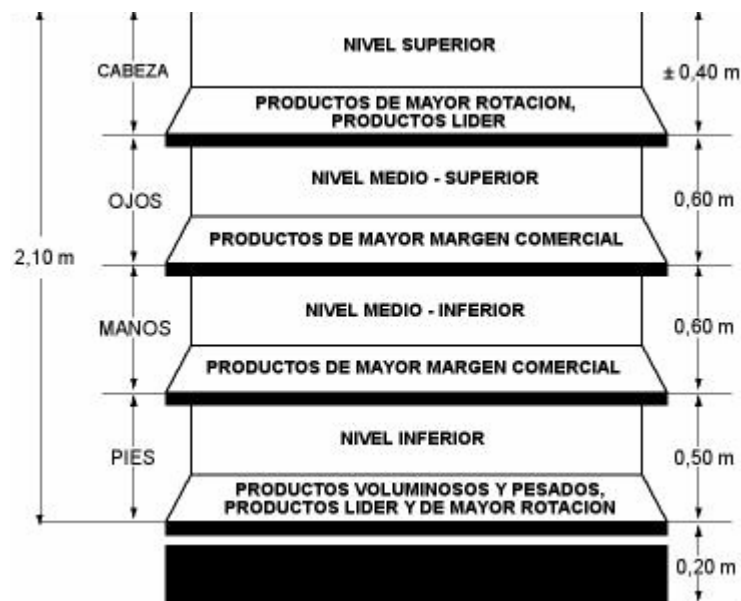 NIVEL SUPERIOR
CABEZA
± 0,40 m
PRODUCTOS DE MAYOR ROTACION,
PRODUCTOS LIDER
NIVEL MEDIO - SUPERIOR
OJOS
0,60 m
PRODUCTOS DE MAYOR MARGEN COMERCIAL
2,10 m
NIVEL MEDIO - INFERIOR
MANOS
0,60 m
PRODUCTOS DE MAYOR MARGEN COMERCIAL
NIVEL INFERIOR
PIES
0,50 m
PRODUCTOS VOLUMINOSOS Y PESADOS,
PRODUCTOS LIDER Y DE MAYOR ROTACION
0,20 m